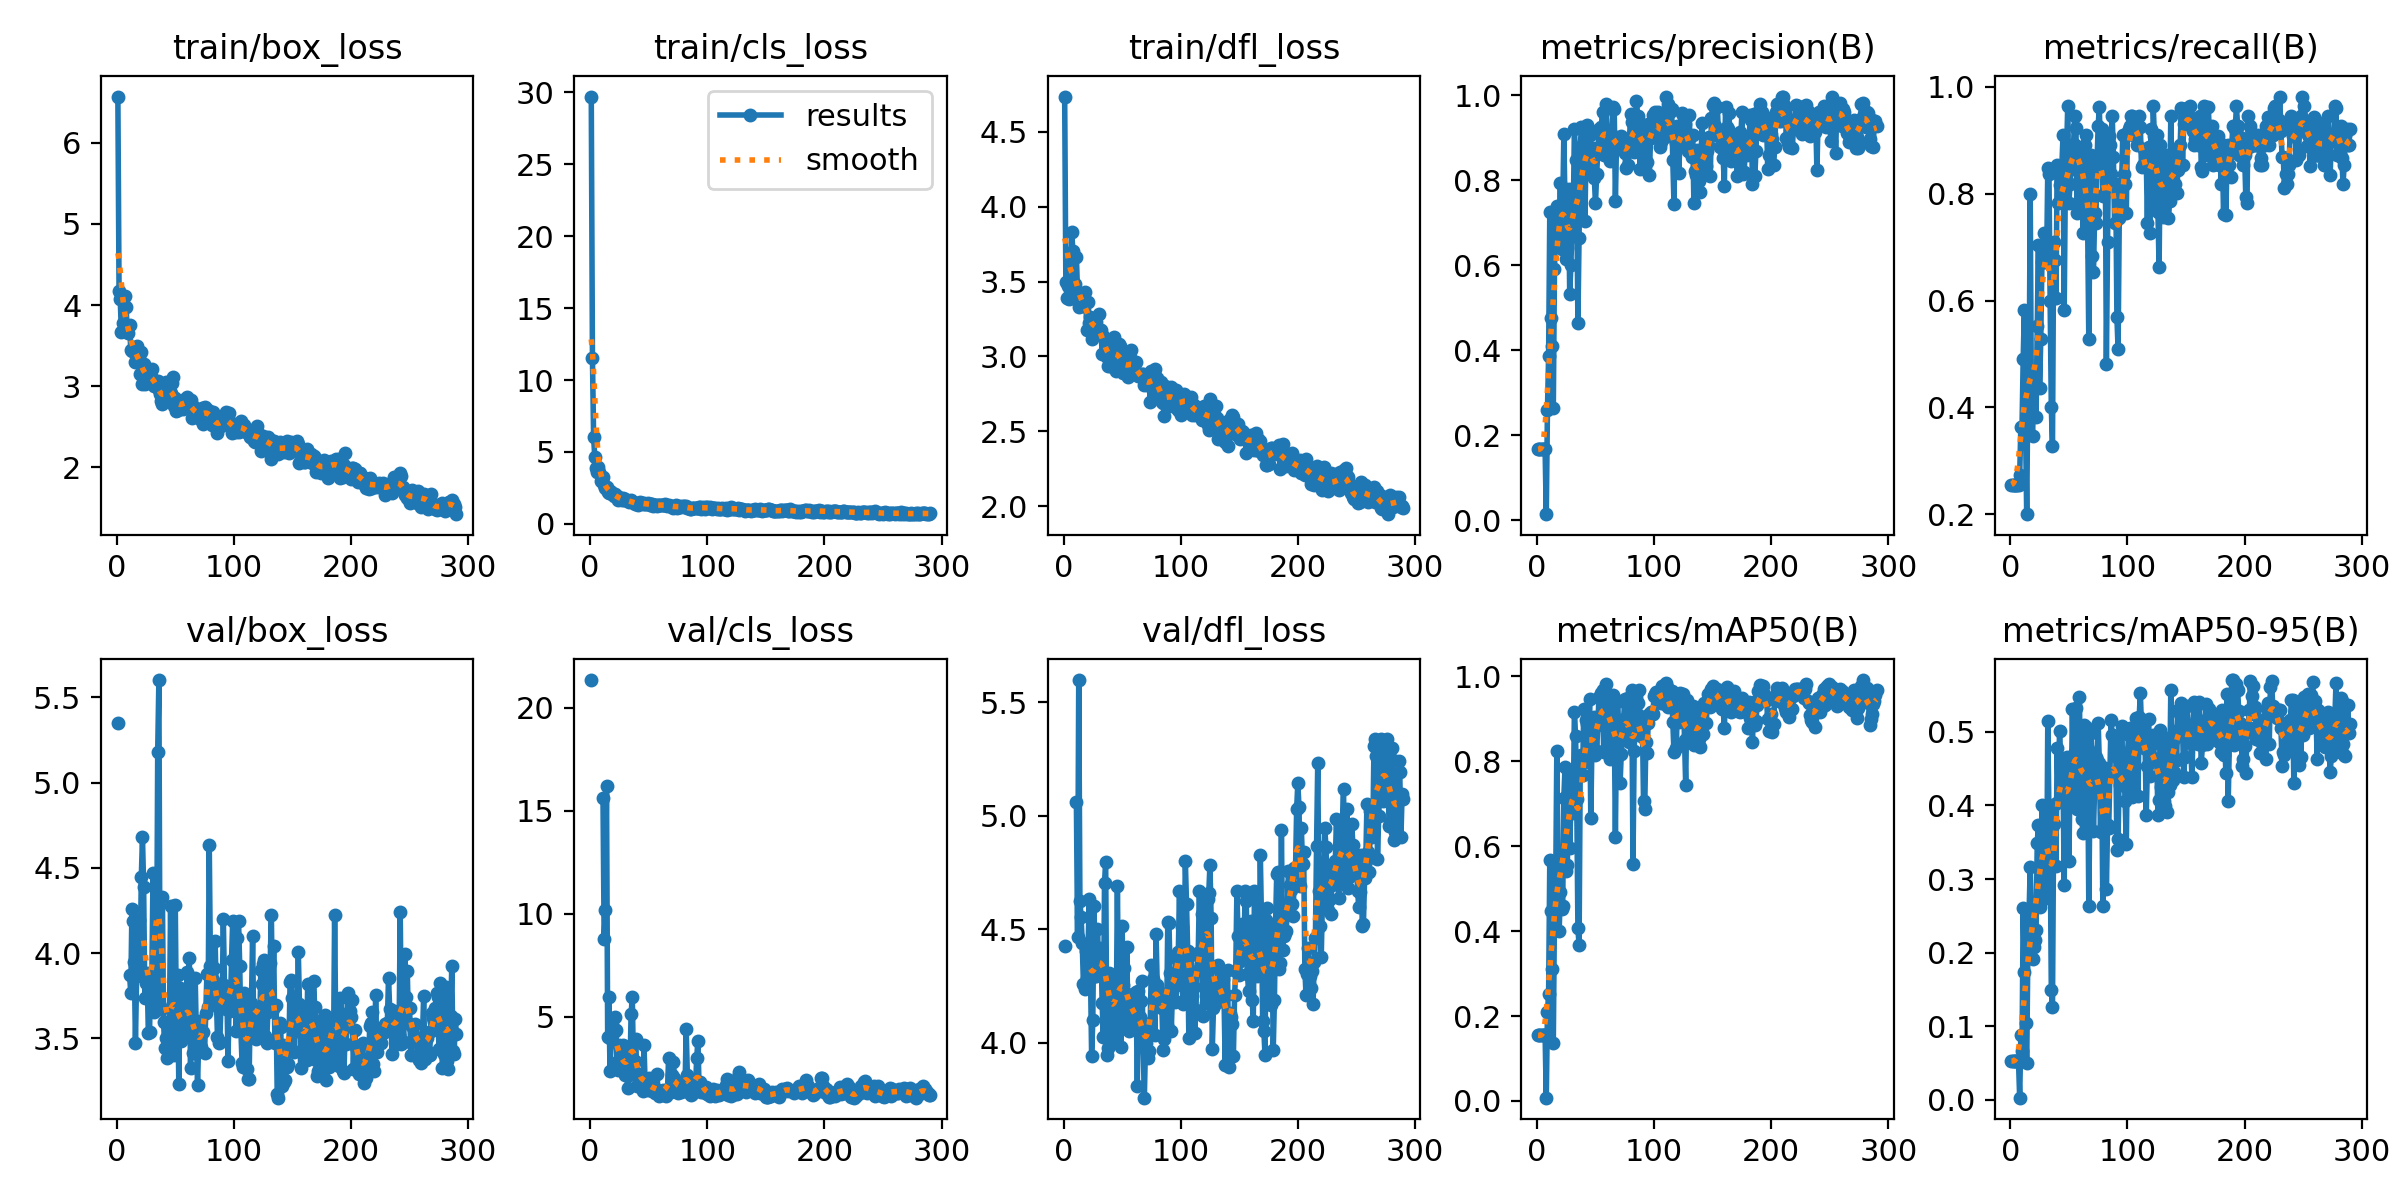 train/box_loss
train/cls_loss
train/dfl_loss
metrics/precision(B)
metrics/recall(B)
6
5
4
3
2
0 100 200 300
30
25
20
15
10
5
0
results
smooth
0 100 200 300
4.5
4.0
3.5
3.0
2.5
2.0
0 100 200 300
1.0
0.8
0.6
0.4
0.2
0.0
0 100 200 300
1.0
0.8
0.6
0.4
0.2
0 100 200 300
val/box_loss
val/cls_loss
val/dfl_loss
metrics/mAP50(B)
metrics/mAP50-95(B)
5.5
5.0
4.5
4.0
3.5
0 100 200 300
20
15
10
5
0 100 200 300
5.5
5.0
4.5
4.0
0 100 200 300
1.0
0.8
0.6
0.4
0.2
0.0
0 100 200 300
0.5
0.4
0.3
0.2
0.1
0.0
0 100 200 300